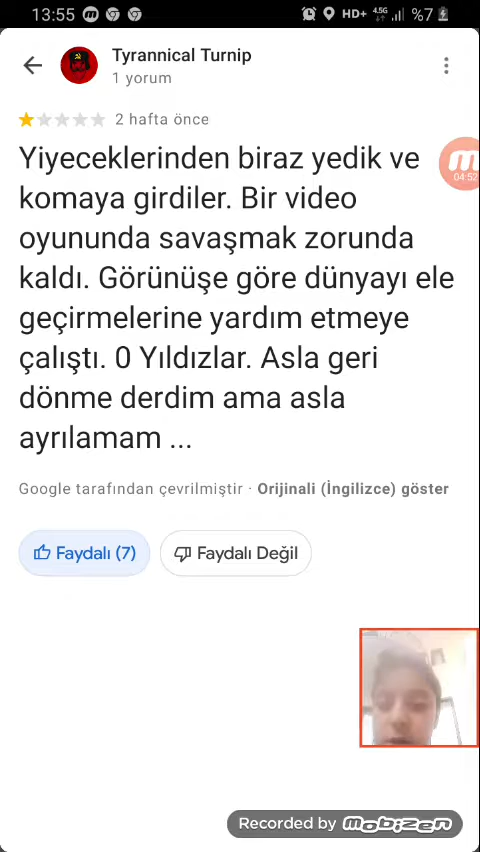 13:55 HD+ 4.5G %7
Tyrannical Turnip
1 yorum
2 hafta önce
04:52
Yiyeceklerinden biraz yedik ve
komaya girdiler. Bir video
oyununda savaşmak zorunda
kaldı. Görünüşe göre dünyayı ele
geçirmelerine yardım etmeye
çalıştı. 0 Yıldızlar. Asla geri
dönme derdim ama asla
ayrılamam ...
Google tarafından çevrilmiştir · Orijinali (İngilizce) göster
Faydalı (7) Faydalı Değil
Recorded by mobizen